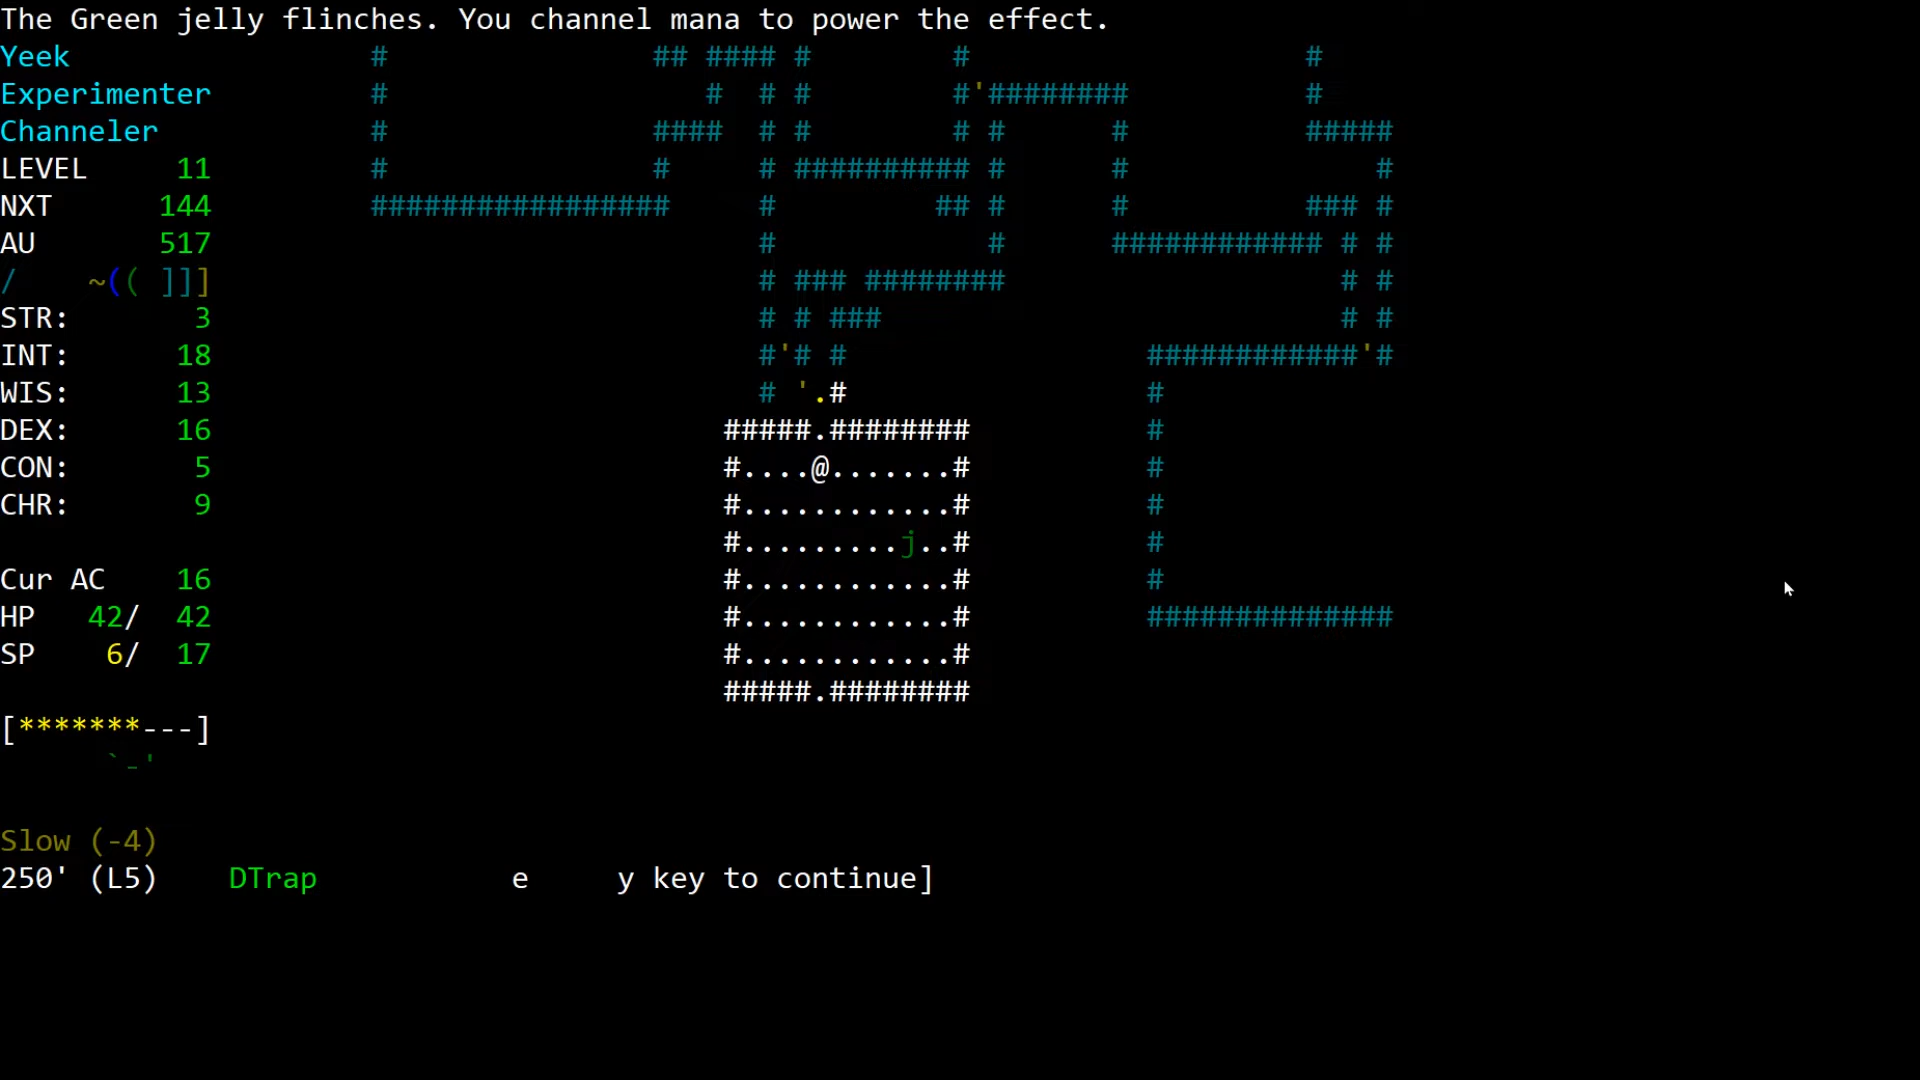 The Green jelly flinches. You channel mana to power the effect.
Yeek                 #               ## #### #        #                   #
Experimenter         #                  #  # #        #'########          #
Channeler            #               ####  # #        # #      #          #####
LEVEL     11         #               #     # ########## #      #              #
NXT      144         #################     #         ## #      #          ### #
AU       517                               #            #      ############ # #
/    ~(( ]]]                               # ### ########                   # #
STR:       3                               # # ###                          # #
INT:      18                               #'# #                 ############'#
WIS:      13                               # '.#                 #
DEX:      16                             #####.########          #
CON:       5                             #....@.......#          #
CHR:       9                             #............#          #
                                         #.........j..#          #
Cur AC    16                             #............#          #
HP   42/  42                             #............#          ##############
SP    6/  17                             #............#
                                         #####.########
[*******---]
      `-'
Slow (-4)
250' (L5)    DTrap           e     y key to continue]